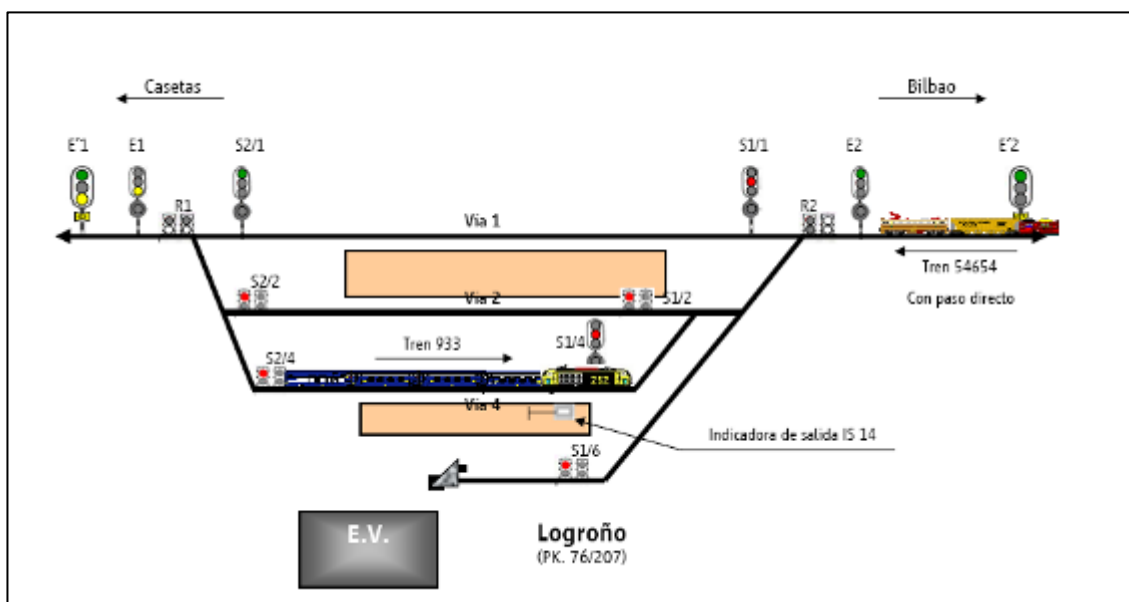 Casetas
Bilbao
E'1
E1
S2/1
S1/1
E2
E'2
R1
R2
Vía 1
Tren 54654
Con paso directo
S2/2
S1/2
Vía 2
S1/4
Tren 933
S2/4
252
Vía 4
Indicadora de salida IS 14
S1/6
E.V.
Logroño
(PK. 76/207)